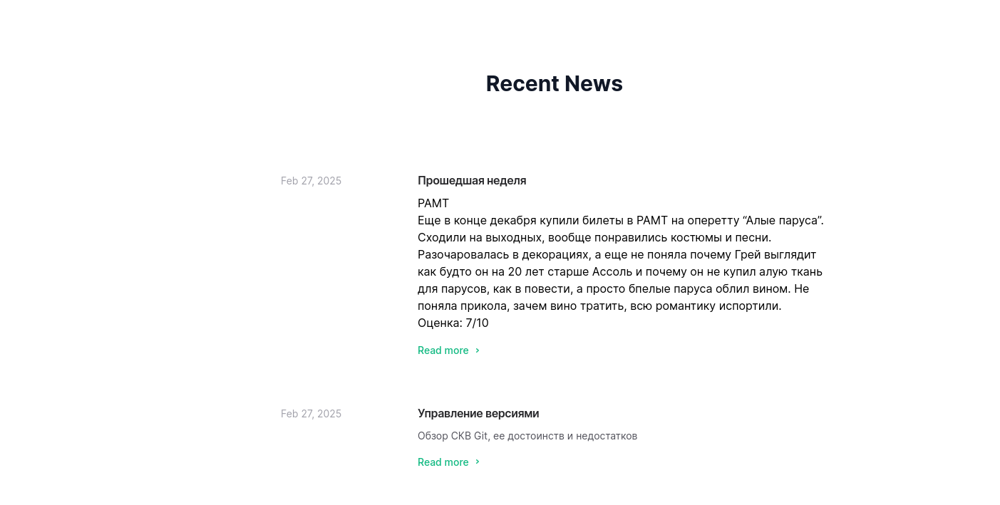 Recent News
Feb 27, 2025
Прошедшая неделя
РАМТ
Еще в конце декабря купили билеты в РАМТ на оперетту “Алые паруса”.
Сходили на выходных, вообще понравились костюмы и песни.
Разочаровалась в декорациях, а еще не поняла почему Грей выглядит
как будто он на 20 лет старше Ассоль и почему он не купил алую ткань
для парусов, как в повести, а просто бпелые паруса облил вином. Не
поняла прикола, зачем вино тратить, всю романтику испортили.
Оценка: 7/10
Read more
Feb 27, 2025
Управление версиями
Обзор СКВ Git, ее достоинств и недостатков
Read more